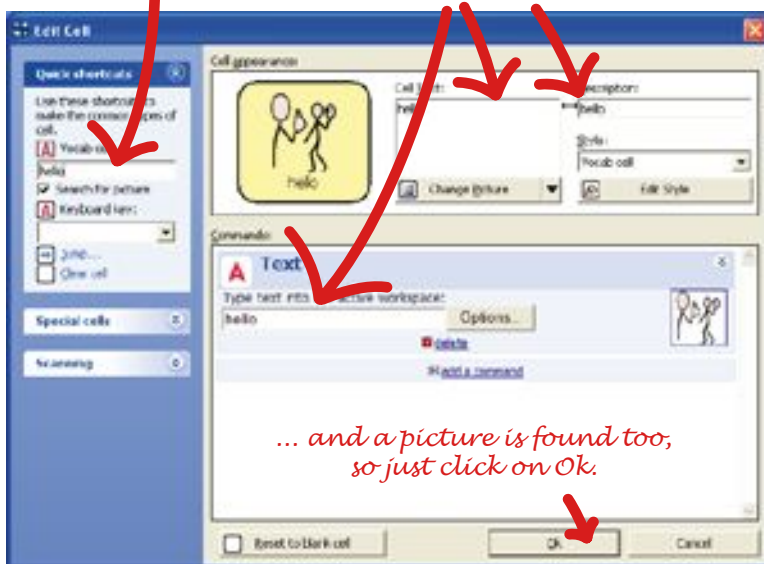 Edit Cell
Quick shortcuts
Use these shortcuts to
make the common types of
cell.
Vocab
hello
Search for picture
Keyboard key:
Jump...
Clear cell
Special cells
Scanning
Cell appearance
hello
Cell
hello
Change Picture
Description:
hello
Style:
Vocab cell
Edit Style
Commands:
A Text
Type text into active workspace:
hello
Options...
delete
add a command
... and a picture is found too,
so just click on Ok.
Reset to blank cell
Ok
Cancel